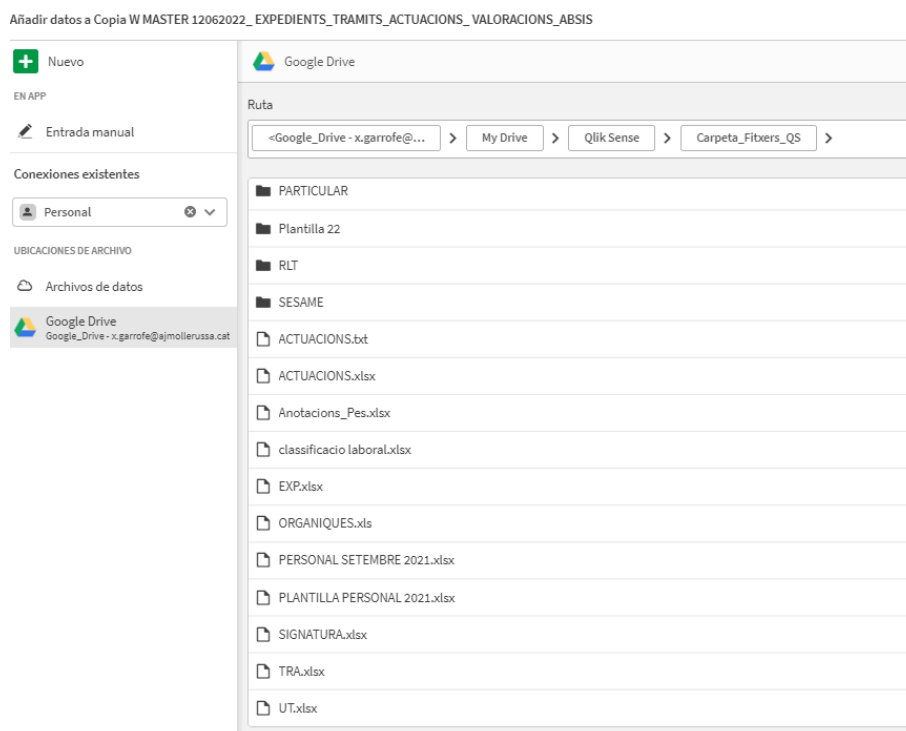 Añadir datos a Copia W MASTER 12062022_ EXPEDIENTS_TRAMITS_ACTUACIONS_ VALORACIONS_ABSIS
Nuevo
EN APP
Entrada manual
Conexiones existentes
Personal
UBICACIONES DE ARCHIVO
Archivos de datos
Google Drive
Google_Drive - x.garrofe@ajmollerussa.cat
Google Drive
Ruta
<Google_Drive - x.garrofe@... > My Drive > Qlik Sense > Carpeta_Fitxers_QS >
PARTICULAR
Plantilla 22
RLT
SESAME
ACTUACIONS.txt
ACTUACIONS.xlsx
Anotacions_Pes.xlsx
classificacio laboral.xlsx
EXP.xlsx
ORGANIQUES.xls
PERSONAL SETEMBRE 2021.xlsx
PLANTILLA PERSONAL 2021.xlsx
SIGNATURA.xlsx
TRA.xlsx
UT.xlsx